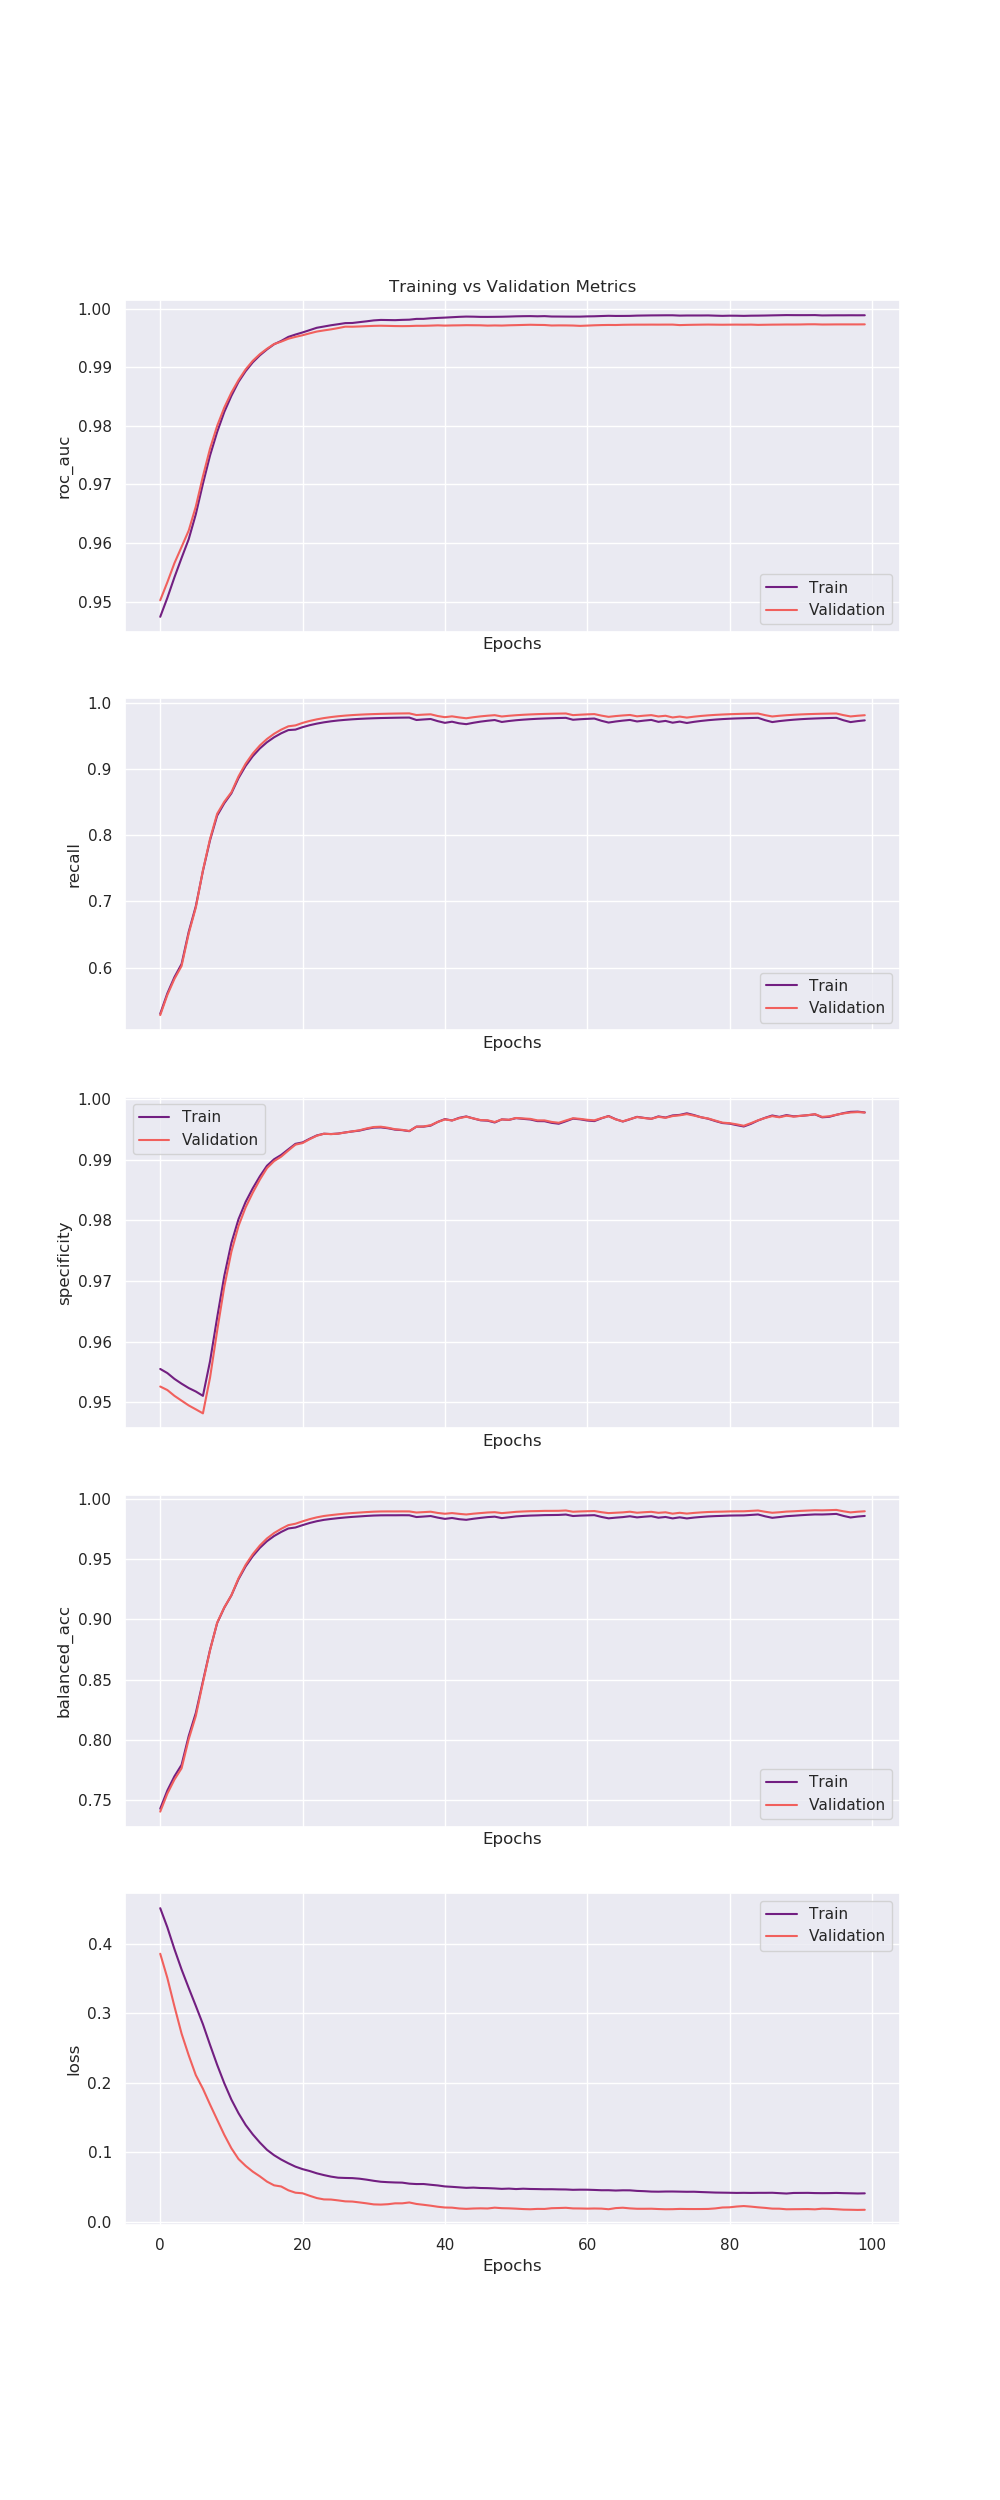 Training vs Validation Metrics
1.00
0.99
0.98
0.97
0.96
0.95
roc_auc
Train
Validation
Epochs
1.0
0.9
0.8
0.7
0.6
recall
Train
Validation
Epochs
1.00
0.99
0.98
0.97
0.96
0.95
specificity
Train
Validation
Epochs
1.00
0.95
0.90
0.85
0.80
0.75
balanced_acc
Train
Validation
Epochs
0.4
0.3
0.2
0.1
0.0
loss
Train
Validation
0 20 40 60 80 100
Epochs